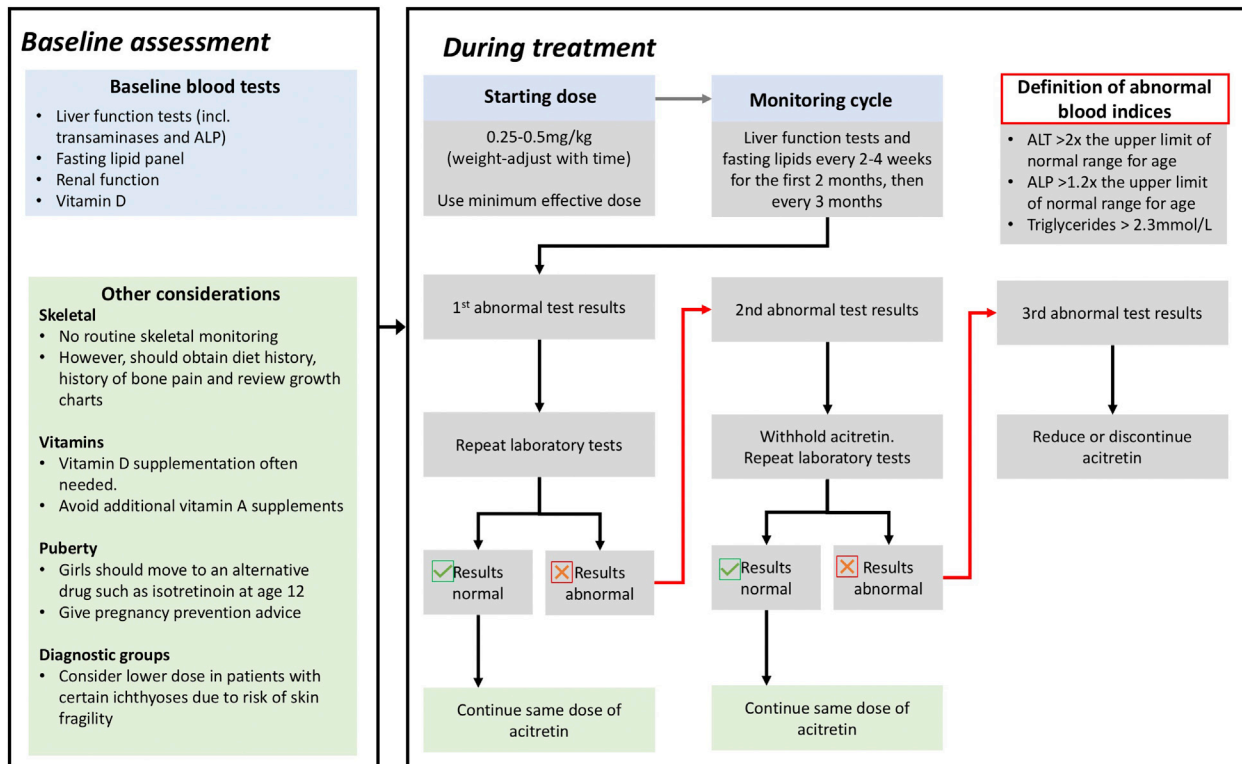 Baseline assessment
Baseline blood tests
• Liver function tests (incl.
transaminases and ALP)
• Fasting lipid panel
• Renal function
• Vitamin D
Other considerations
Skeletal
• No routine skeletal monitoring
• However, should obtain diet history,
history of bone pain and review growth
charts
Vitamins
• Vitamin D supplementation often
needed.
• Avoid additional vitamin A supplements
Puberty
• Girls should move to an alternative
drug such as isotretinoin at age 12
• Give pregnancy prevention advice
Diagnostic groups
• Consider lower dose in patients with
certain ichthyoses due to risk of skin
fragility
During treatment
Starting dose
0.25-0.5mg/kg
(weight-adjust with time)
Use minimum effective dose
Monitoring cycle
Liver function tests and
fasting lipids every 2-4 weeks
for the first 2 months, then
every 3 months
Definition of abnormal
blood indices
• ALT >2x the upper limit of
normal range for age
• ALP >1.2x the upper limit
of normal range for age
• Triglycerides > 2.3mmol/L
1st abnormal test results
2nd abnormal test results
3rd abnormal test results
Repeat laboratory tests
Withhold acitretin.
Repeat laboratory tests
Reduce or discontinue
acitretin
Results
normal
Results
abnormal
Results
normal
Results
abnormal
Continue same dose of
acitretin
Continue same dose of
acitretin